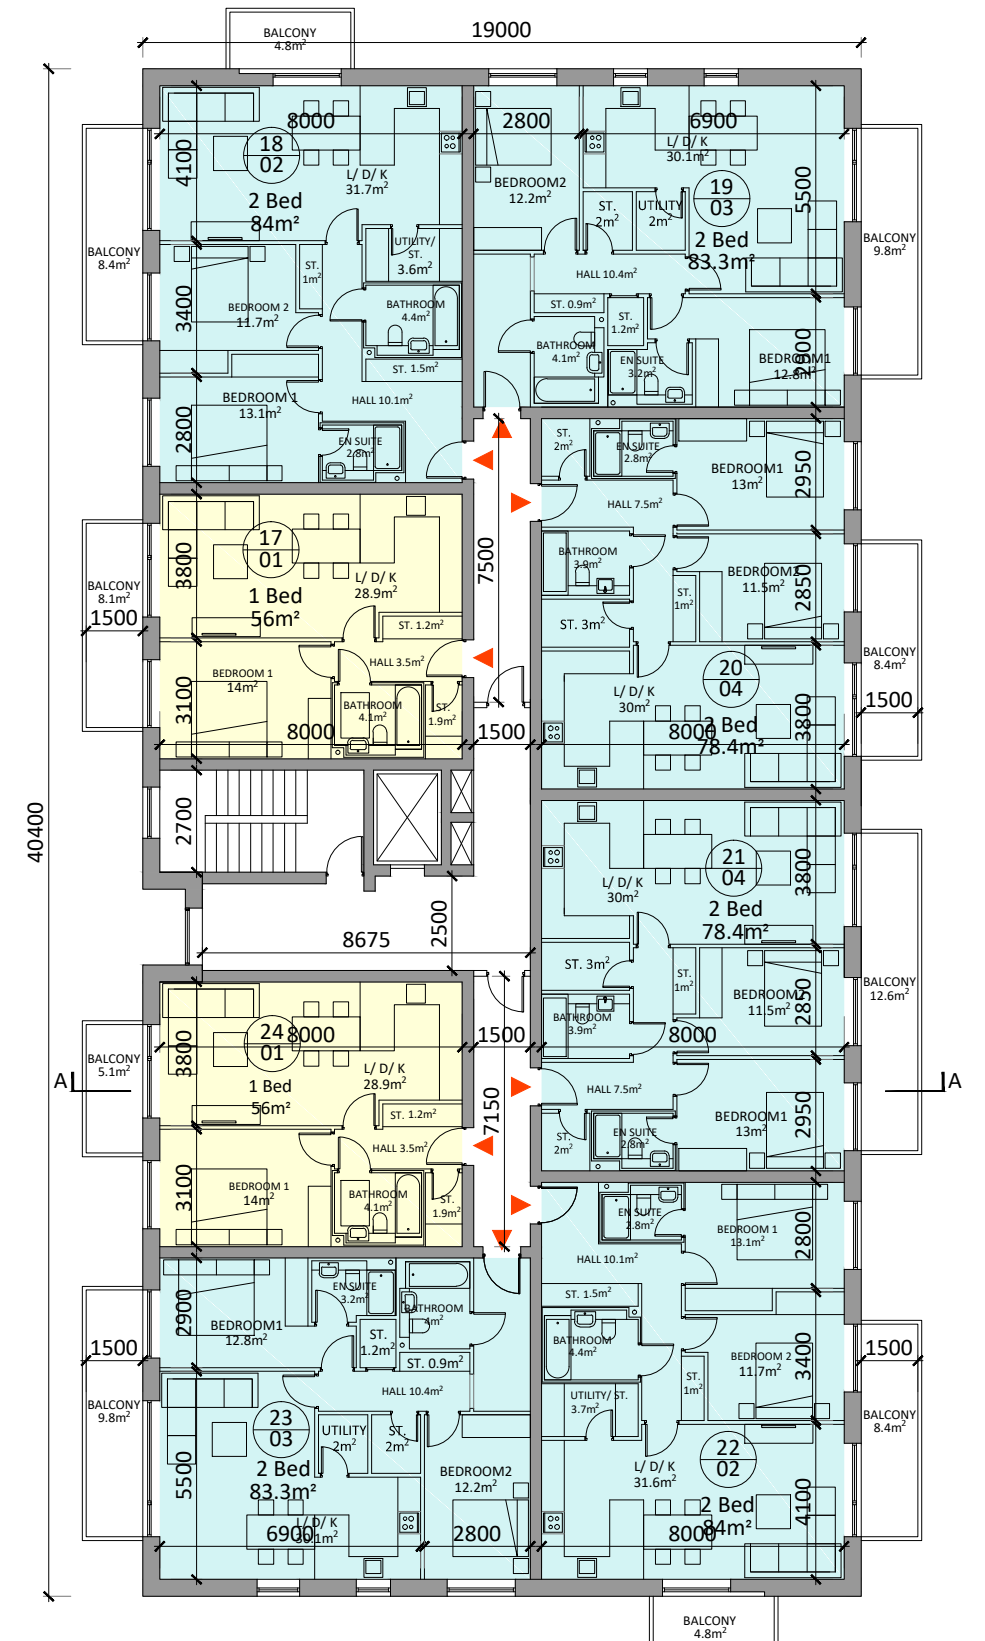 BALCONY
4.8m²
19000
8000
2800
6900
4100
18
02
L/ D/ K
31.7m²
2 Bed
84m²
BEDROOM2
12.2m²
L/ D/ K
30.1m²
19
03
2 Bed
83.3m²
5500
ST.
2m²
UTILITY
2m²
BALCONY
8.4m²
BALCONY
9.8m²
UTILITY/
ST.
3.6m²
ST.
1m²
HALL 10.4m²
BATHROOM
4.4m²
BEDROOM 2
11.7m²
3400
ST. 0.9m²
ST.
1.2m²
BATHROOM
4.1m²
EN SUITE
3.2m²
BEDROOM1
12.8m²
2900
ST. 1.5m²
HALL 10.1m²
BEDROOM 1
13.1m²
2800
EN SUITE
2.8m²
ST.
2m²
EN SUITE
2.8m²
BEDROOM1
13m²
2950
HALL 7.5m²
17
01
1 Bed
56m²
3800
L/ D/ K
28.9m²
7500
BATHROOM
3.9m²
BEDROOM2
11.5m²
2850
ST.
1m²
BALCONY
8.1m²
1500
ST. 1.2m²
ST. 3m²
HALL 3.5m²
BEDROOM 1
14m²
3100
BATHROOM
4.1m²
ST.
1.9m²
L/ D/ K
30m²
20
04
2 Bed
78.4m²
3800
BALCONY
8.4m²
1500
8000
1500
8000
40400
2700
21
04
2 Bed
78.4m²
3800
L/ D/ K
30m²
8675
2500
ST. 3m²
ST.
1m²
BEDROOM2
11.5m²
2850
BALCONY
12.6m²
BATHROOM
3.9m²
24
01
8000
1500
8000
3800
L/ D/ K
28.9m²
1 Bed
56m²
BALCONY
5.1m²
A
A
HALL 7.5m²
7150
ST. 1.2m²
HALL 3.5m²
ST.
2m²
EN SUITE
2.8m²
BEDROOM1
13m²
2950
BEDROOM 1
14m²
3100
BATHROOM
4.1m²
ST.
1.9m²
EN SUITE
2.8m²
BEDROOM 1
13.1m²
2800
HALL 10.1m²
ST. 1.5m²
EN SUITE
3.2m²
BATHROOM
4m²
BEDROOM1
12.8m²
2900
ST.
1.2m²
ST. 0.9m²
1500
BATHROOM
4.4m²
BEDROOM 2
11.7m²
3400
1500
ST.
1m²
HALL 10.4m²
UTILITY/ ST.
3.7m²
BALCONY
9.8m²
BALCONY
8.4m²
23
03
2 Bed
83.3m²
5500
UTILITY
2m²
ST.
2m²
BEDROOM2
12.2m²
L/ D/ K
31.6m²
22
02
2 Bed
84m²
4100
L/ D/ K
30.1m²
6900
2800
8000
BALCONY
4.8m²